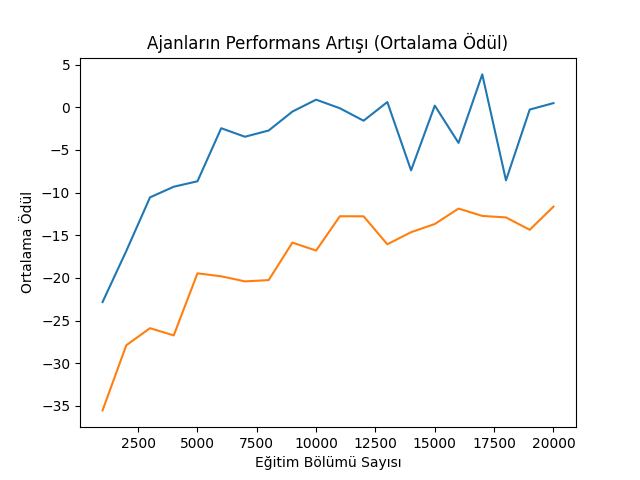 Ajanların Performans Artışı (Ortalama Ödül)
5
0
−5
−10
−15
−20
−25
−30
−35
Ortalama Ödül
2500 5000 7500 10000 12500 15000 17500 20000
Eğitim Bölümü Sayısı